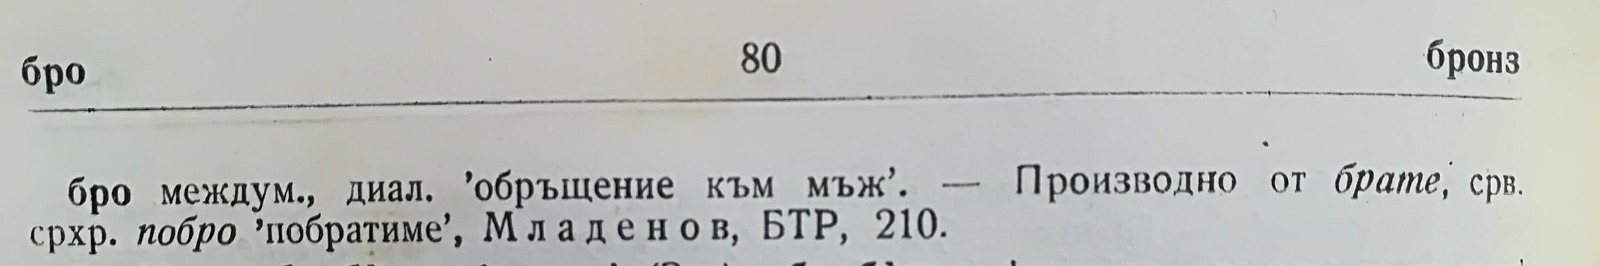 бро 80 бронз
бро междум., диал. ’обръщение към мъж’. — Производно от брате, срв.
срхр. побро ’побратиме’, Младенов, БТР, 210.